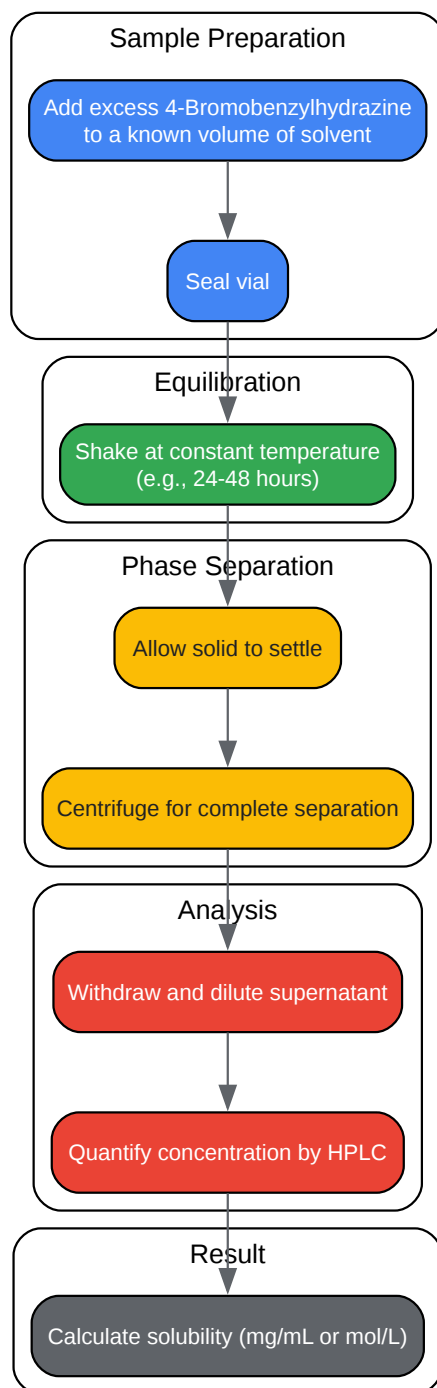 Sample Preparation
Add excess 4-Bromobenzylhydrazine
to a known volume of solvent
Seal vial
Equilibration
Shake at constant temperature
(e.g., 24-48 hours)
Phase Separation
Allow solid to settle
Centrifuge for complete separation
Analysis
Withdraw and dilute supernatant
Quantify concentration by HPLC
Result
Calculate solubility (mg/mL or mol/L)